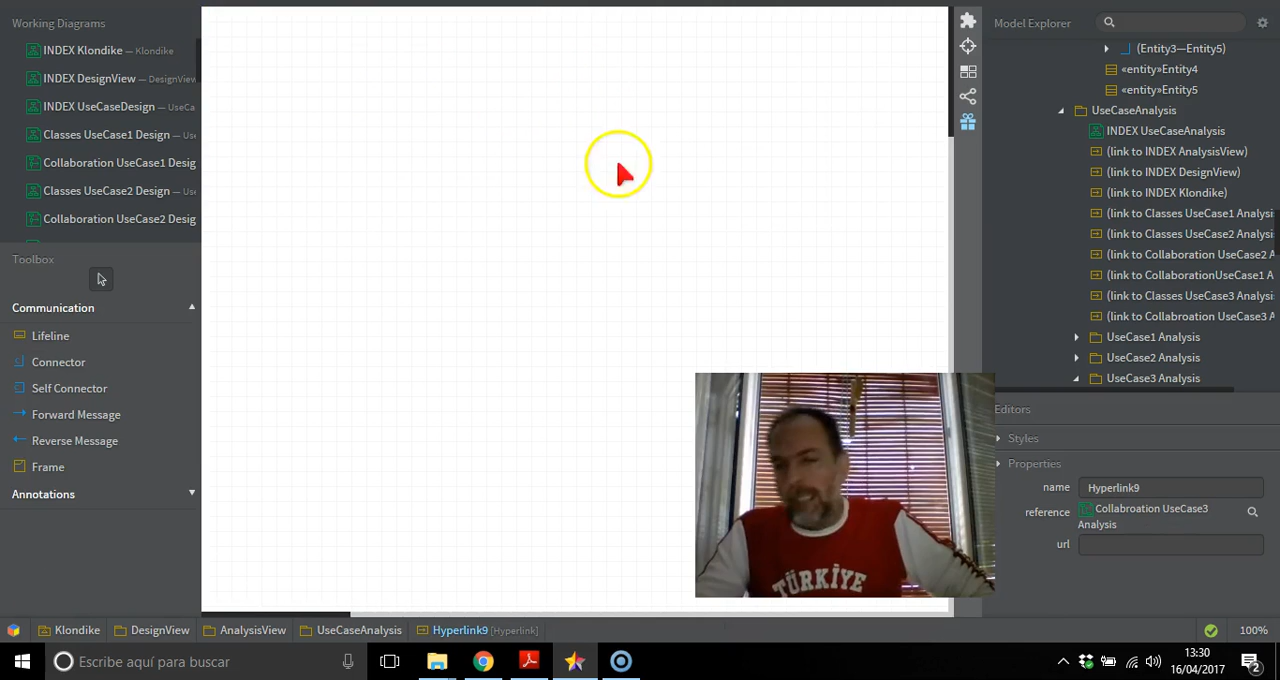 Working Diagrams
INDEX Klondike — Klondike
INDEX DesignView — DesignView
INDEX UseCaseDesign — UseCa
Classes UseCase1 Design — Use
Collaboration UseCase1 Desig
Classes UseCase2 Design — Use
Collaboration UseCase2 Desig
Toolbox
Communication
Lifeline
Connector
Self Connector
Forward Message
Reverse Message
Frame
Annotations
TÜRKİYE
Model Explorer
(Entity3—Entity5)
«entity»Entity4
«entity»Entity5
UseCaseAnalysis
INDEX UseCaseAnalysis
(link to INDEX AnalysisView)
(link to INDEX DesignView)
(link to INDEX Klondike)
(link to Classes UseCase1 Analysi
(link to Classes UseCase2 Analysi
(link to Collaboration UseCase2 A
(link to CollaborationUseCase1 A
(link to Classes UseCase3 Analysi
(link to Collabroation UseCase3 A
UseCase1 Analysis
UseCase2 Analysis
UseCase3 Analysis
Editors
Styles
Properties
name Hyperlink9
reference Collabroation UseCase3
Analysis
url
Klondike DesignView AnalysisView UseCaseAnalysis Hyperlink9 [Hyperlink] 100%
Escribe aquí para buscar
13:30
16/04/2017
2